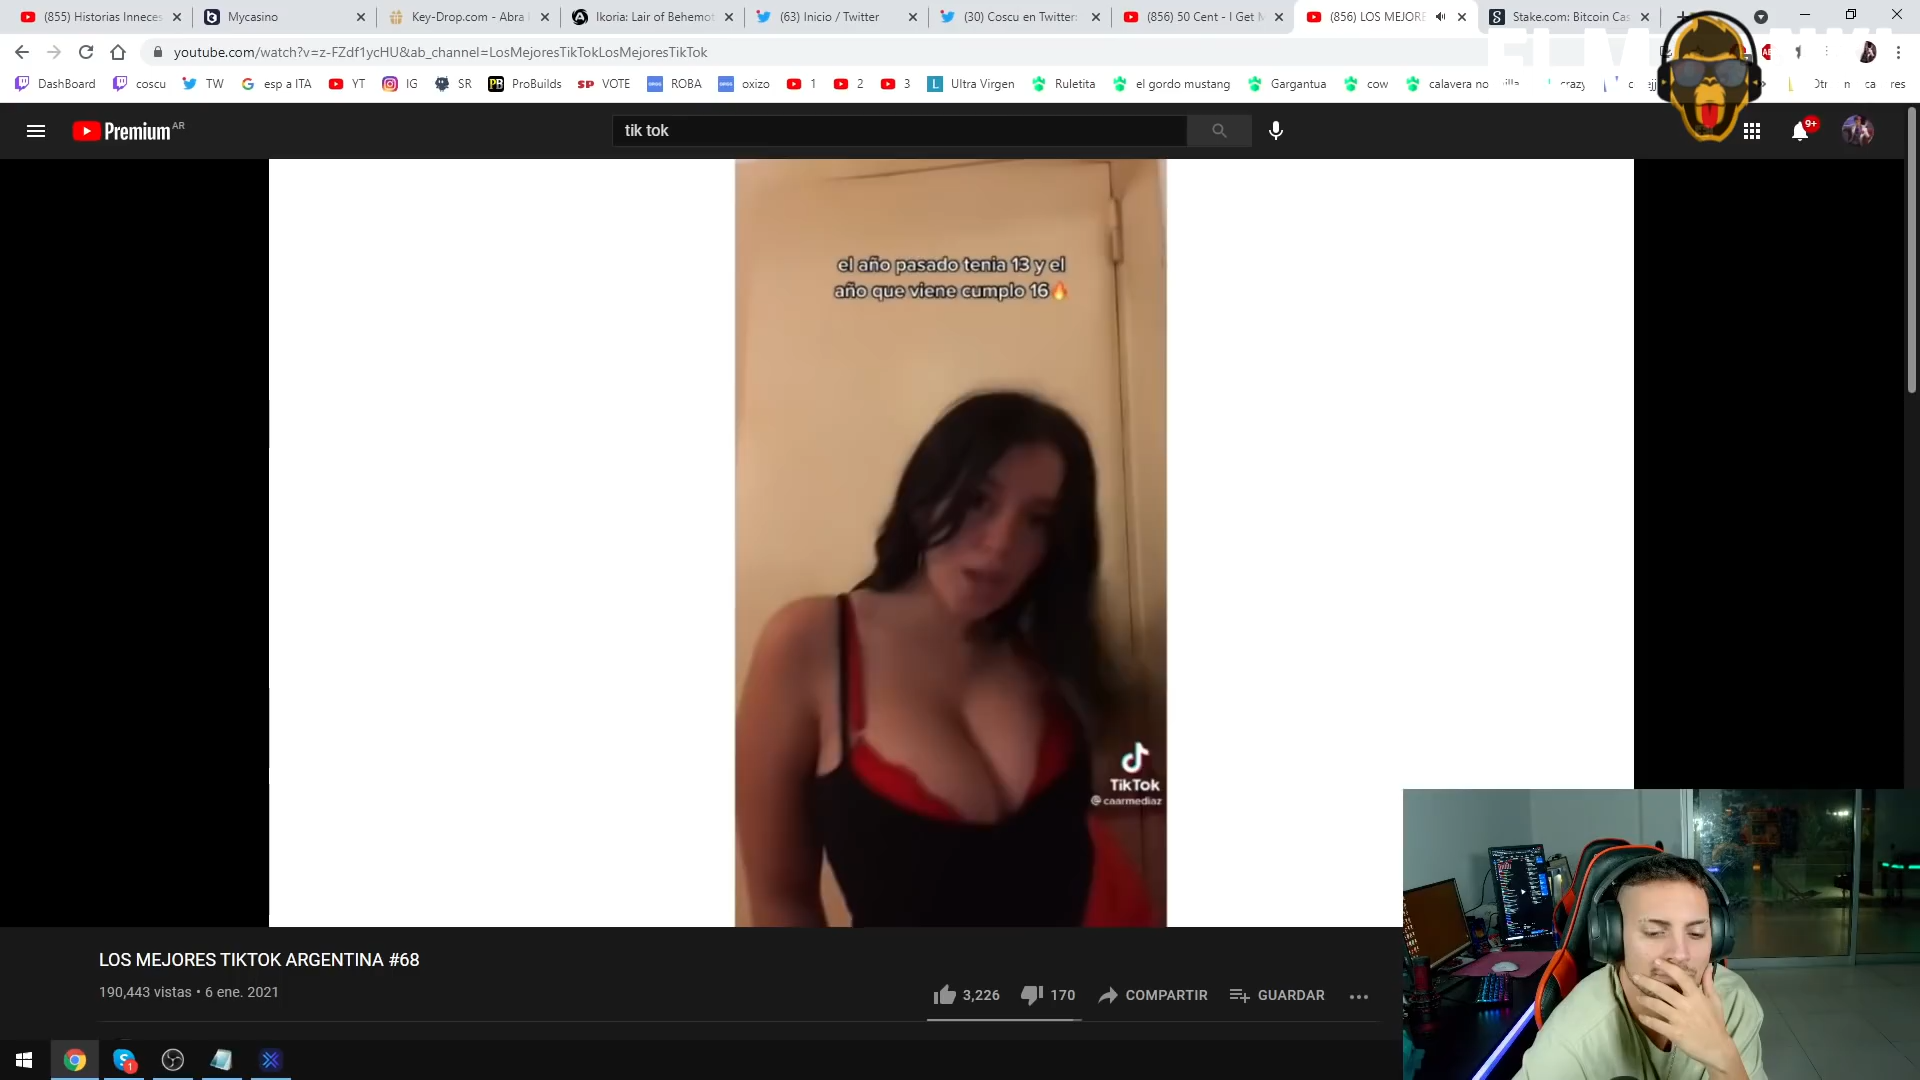 (855) Historias Inneces
Mycasino
Key-Drop.com - Abra
Ikoria: Lair of Behemot
(63) Inicio / Twitter
(30) Coscu en Twitter:
(856) 50 Cent - I Get M
(856) LOS MEJORE
Stake.com: Bitcoin Cas
youtube.com/watch?v=z-FZdf1ycHU&ab_channel=LosMejoresTikTokLosMejoresTikTok
DashBoard
coscu
TW
esp a ITA
YT
IG
SR
ProBuilds
VOTE
ROBA
oxizo
1
2
3
Ultra Virgen
Ruletita
el gordo mustang
Gargantua
cow
calavera no
Premium AR
tik tok
9+
el año pasado tenia 13 y el
año que viene cumplo 16🔥
TikTok
@caarmediaz
LOS MEJORES TIKTOK ARGENTINA #68
190,443 vistas • 6 ene. 2021
3,226
170
COMPARTIR
GUARDAR